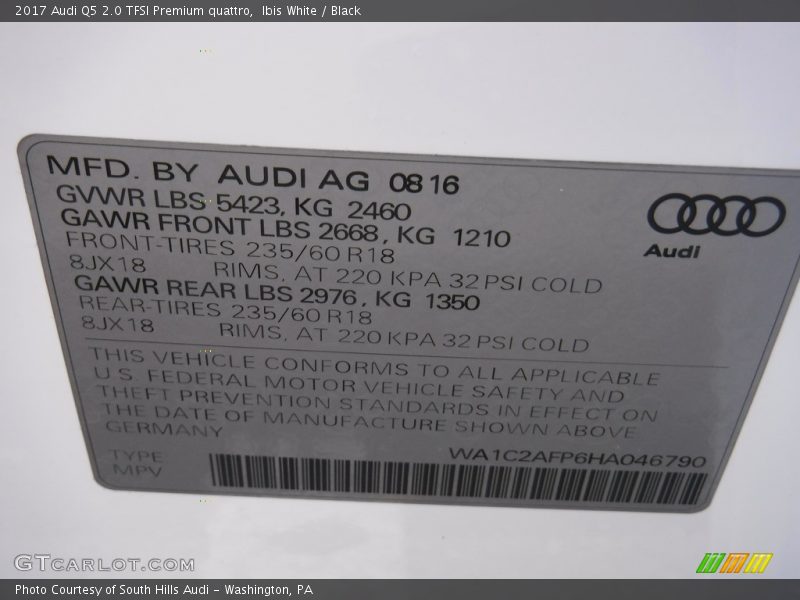 2017 Audi Q5 2.0 TFSI Premium quattro,  Ibis White / Black
MFD. BY AUDI AG 08 16
GVWR LBS 5423, KG 2460
GAWR FRONT LBS 2668, KG 1210
FRONT-TIRES 235/60 R18
8JX18 RIMS, AT 220 KPA 32 PSI COLD
GAWR REAR LBS 2976, KG 1350
REAR-TIRES 235/60 R18
8JX18 RIMS, AT 220 KPA 32 PSI COLD
Audi
THIS VEHICLE CONFORMS TO ALL APPLICABLE
U.S. FEDERAL MOTOR VEHICLE SAFETY AND
THEFT PREVENTION STANDARDS IN EFFECT ON
THE DATE OF MANUFACTURE SHOWN ABOVE
GERMANY
WA1C2AFP6HA046790
TYPE
MPV
GTCARLOT.COM
Photo Courtesy of South Hills Audi - Washington, PA